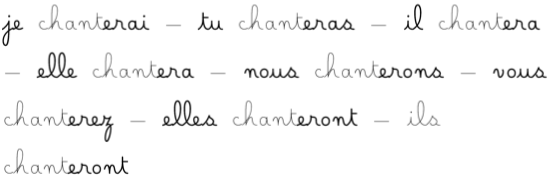 je chanterai – tu chanteras – il chantera
– elle chantera – nous chanterons – vous
chanterez – elles chanteront – ils
chanteront